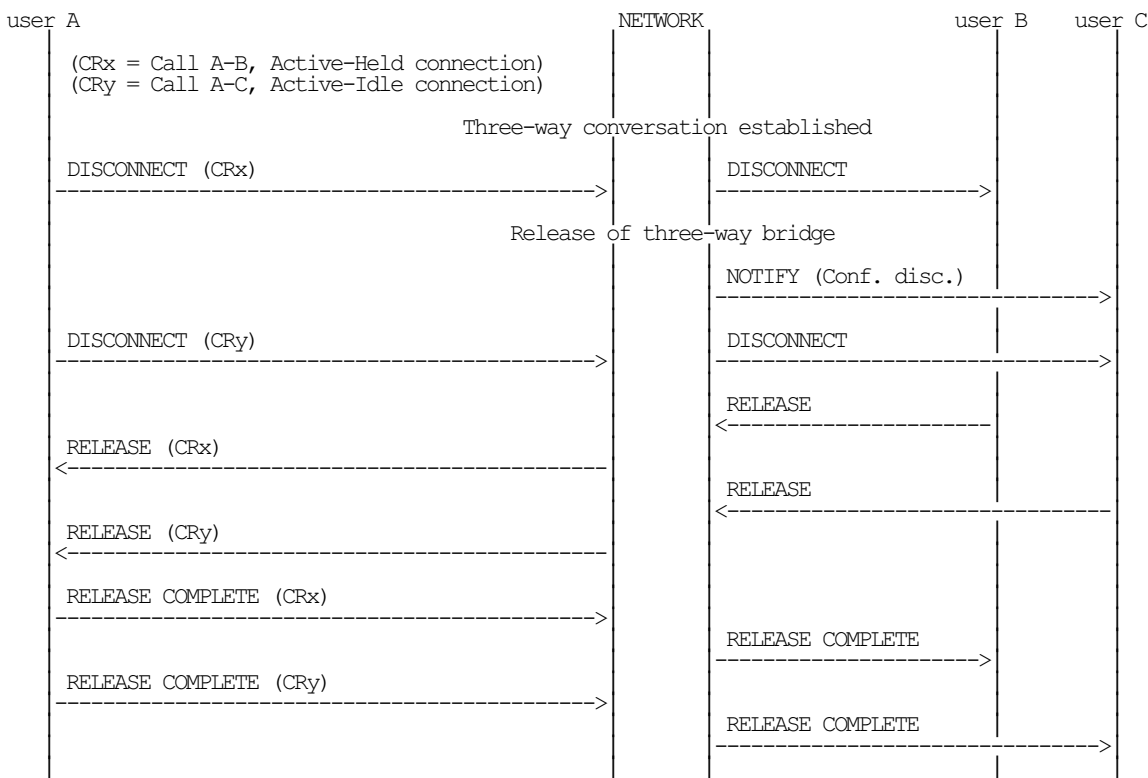 user A NETWORK user B user C
(CRx = Call A-B, Active-Held connection)
(CRy = Call A-C, Active-Idle connection)
Three-way conversation established
DISCONNECT (CRx) DISCONNECT
Release of three-way bridge
NOTIFY (Conf. disc.)
DISCONNECT (CRy) DISCONNECT
RELEASE
RELEASE (CRx)
RELEASE
RELEASE (CRy)
RELEASE COMPLETE (CRx)
RELEASE COMPLETE
RELEASE COMPLETE (CRy)
RELEASE COMPLETE